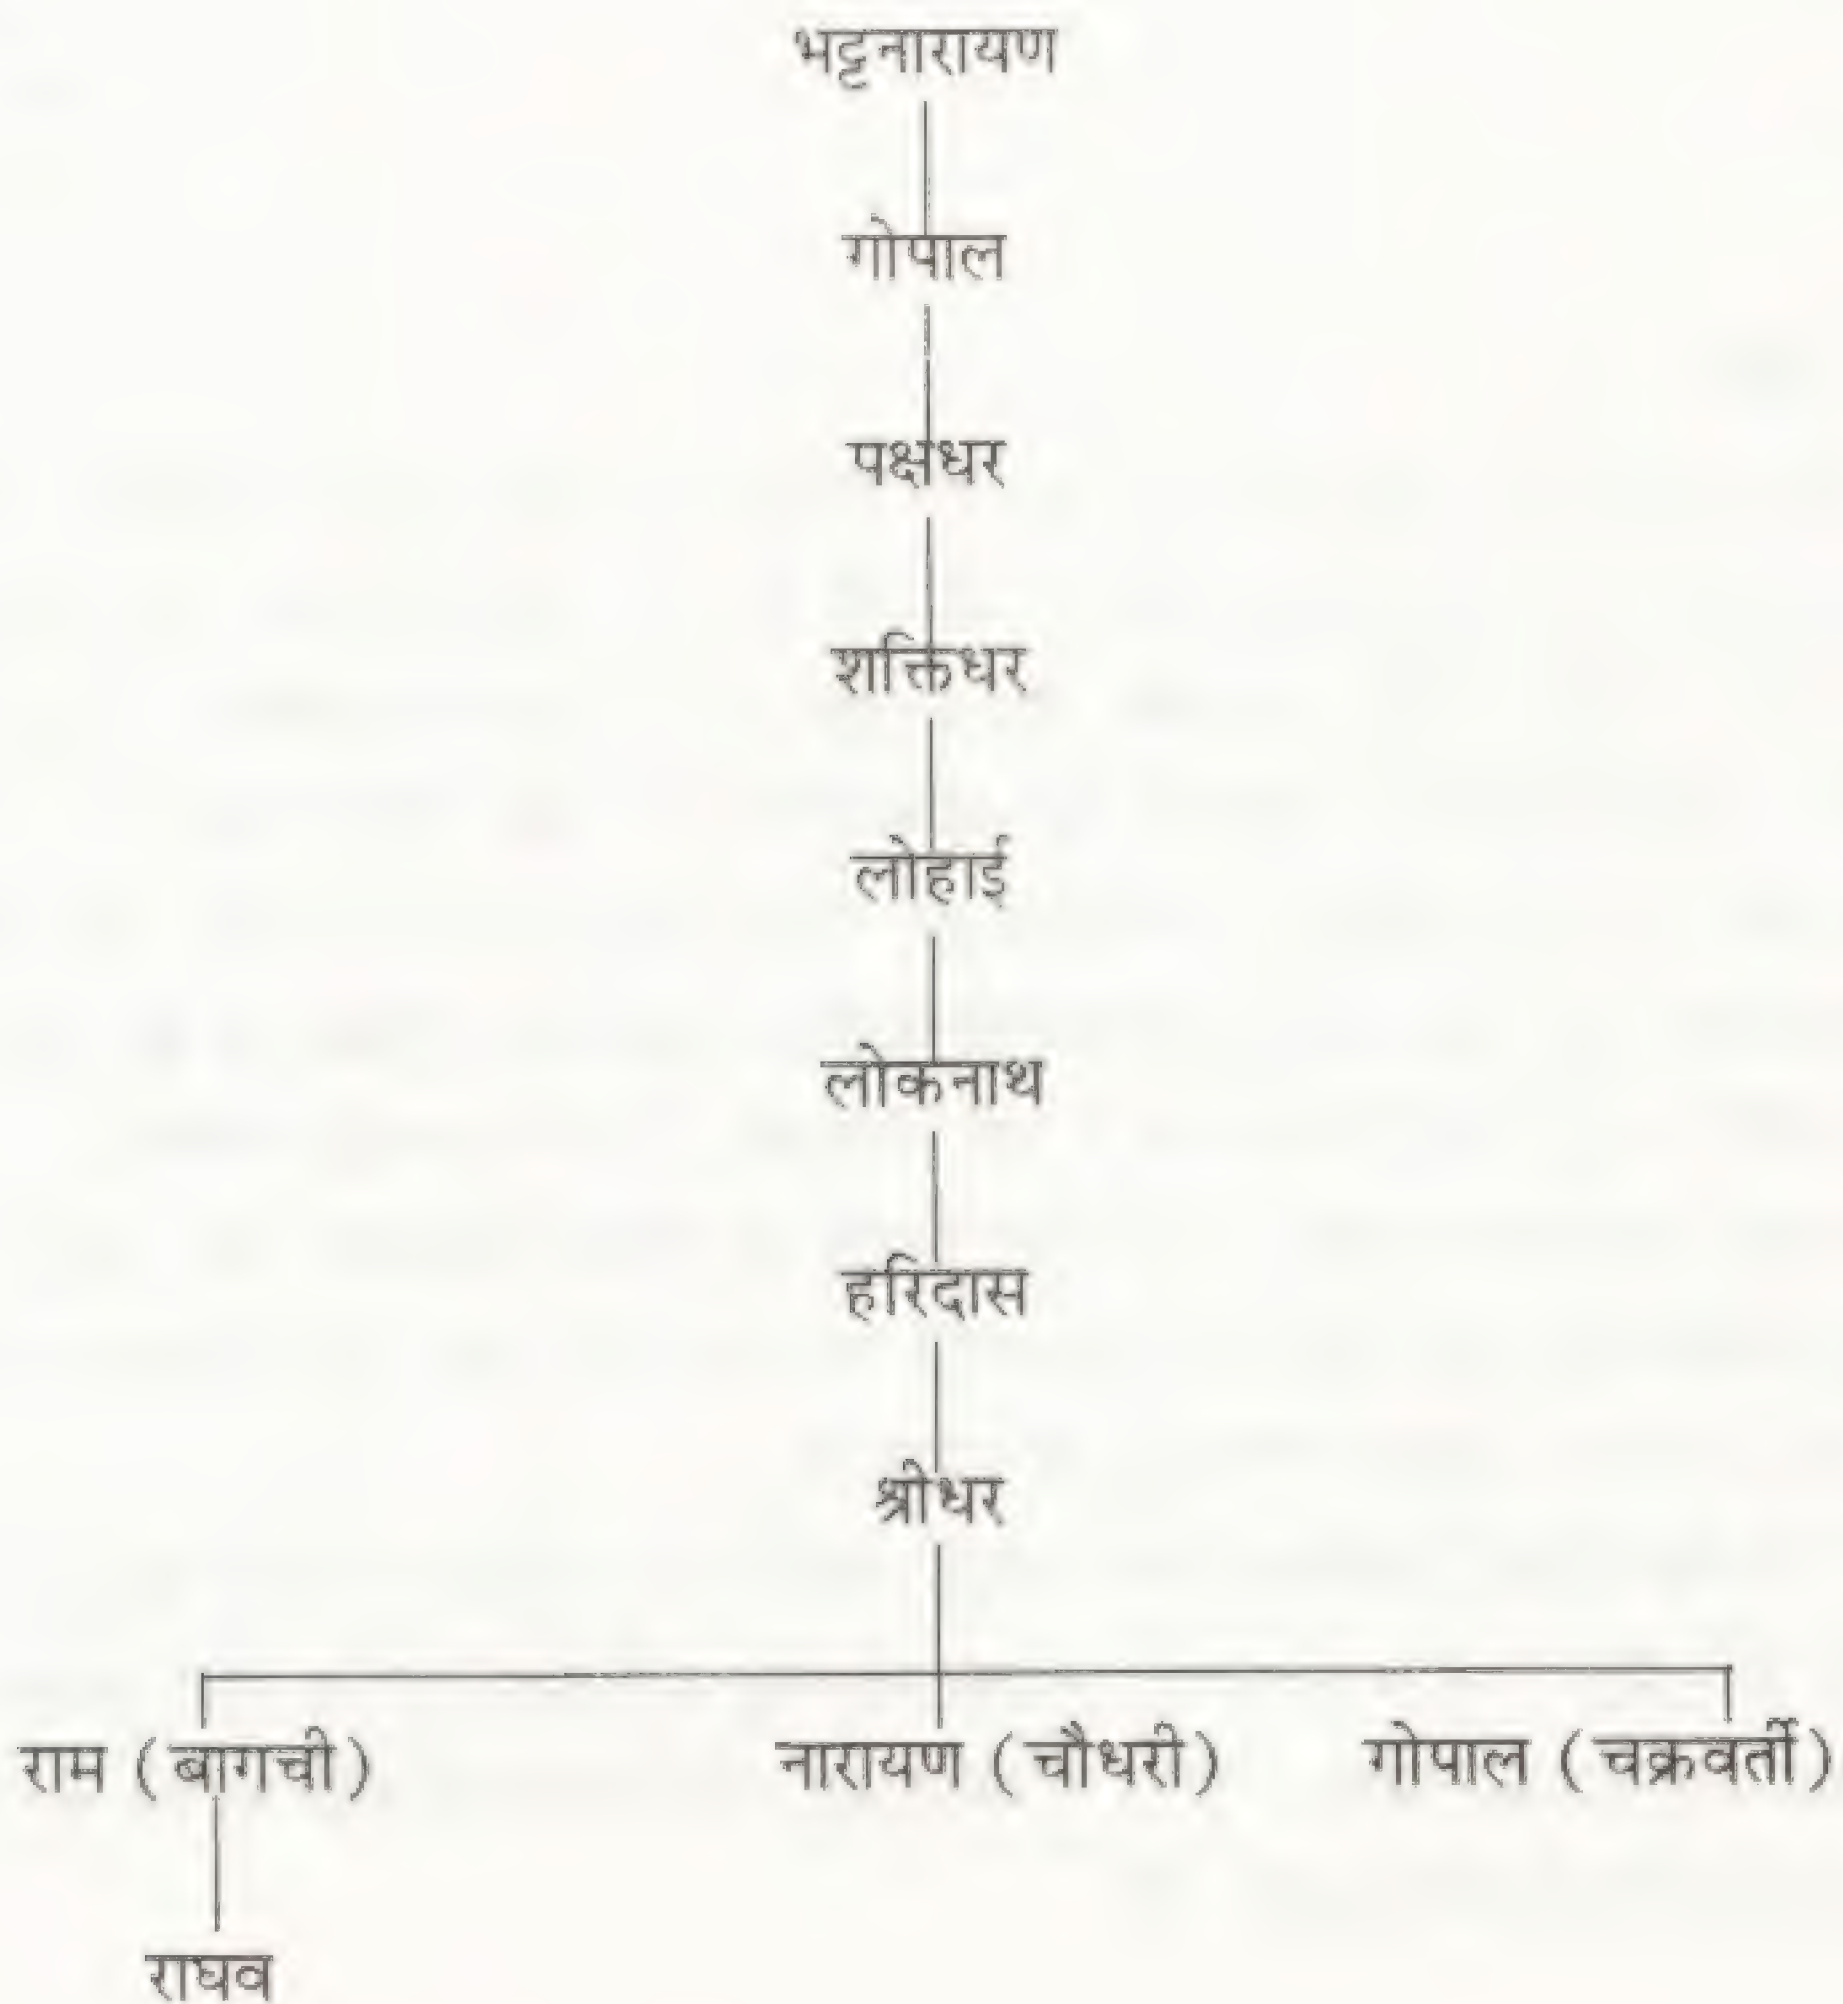 भट्टनारायण
गोपाल
पक्षधर
शक्तिधर
लोहाई
लोकनाथ
हरिदास
श्रीधर
राम (बागची) नारायण (चौधरी) गोपाल (चक्रवर्ती)
राघव